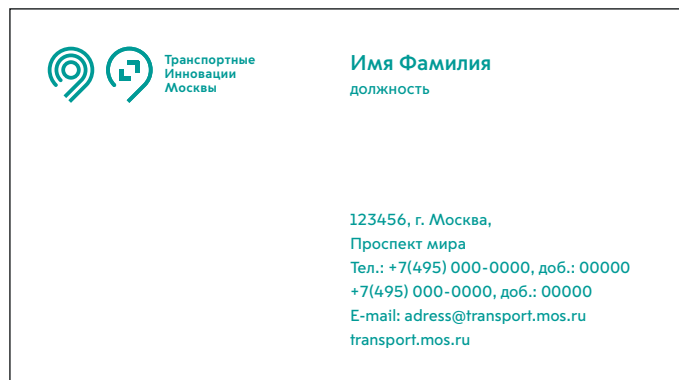 Транспортные
Инновации
Москвы
Имя Фамилия
должность
123456, г. Москва,
Проспект мира
Тел.: +7(495) 000-0000, доб.: 00000
+7(495) 000-0000, доб.: 00000
E-mail: adress@transport.mos.ru
transport.mos.ru